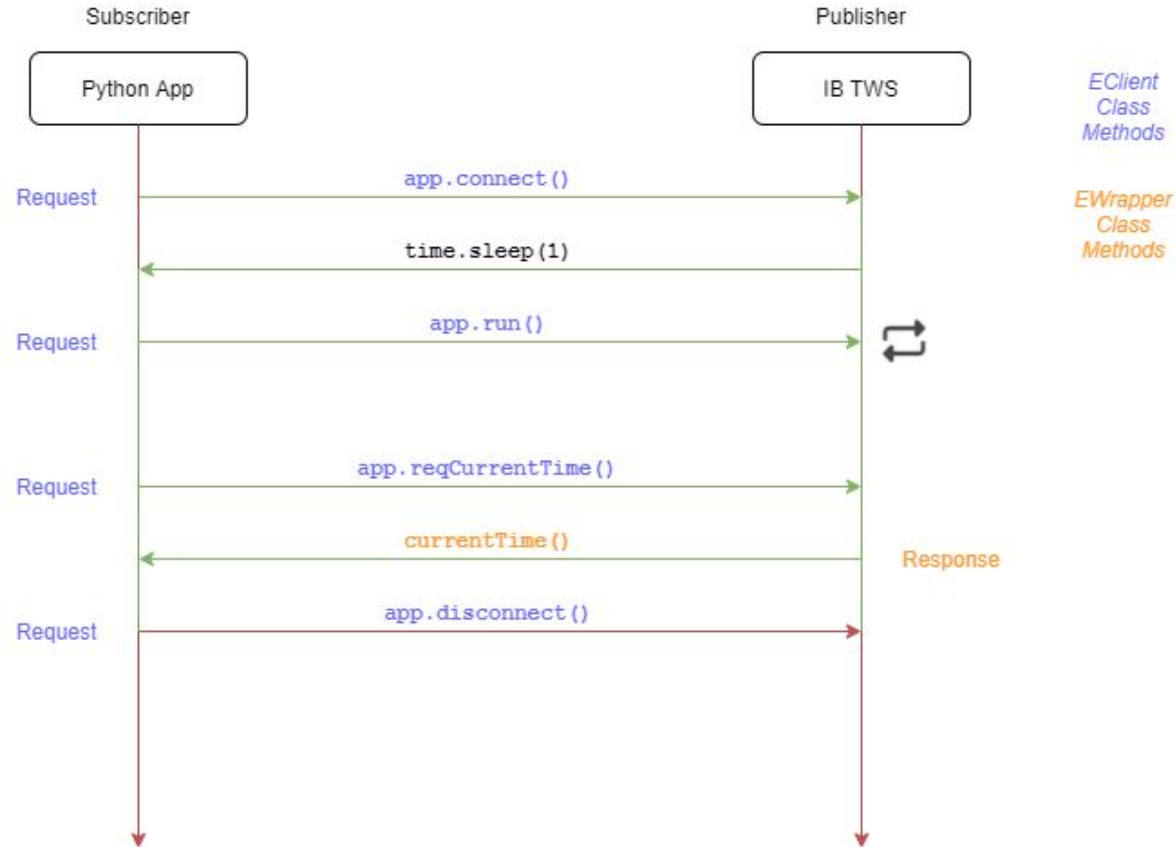 Subscriber
Publisher
Python App
IB TWS
EClient
Class
Methods
app.connect()
Request
EWrapper
Class
Methods
time.sleep(1)
app.run()
Request
app.reqCurrentTime()
Request
currentTime()
Response
app.disconnect()
Request